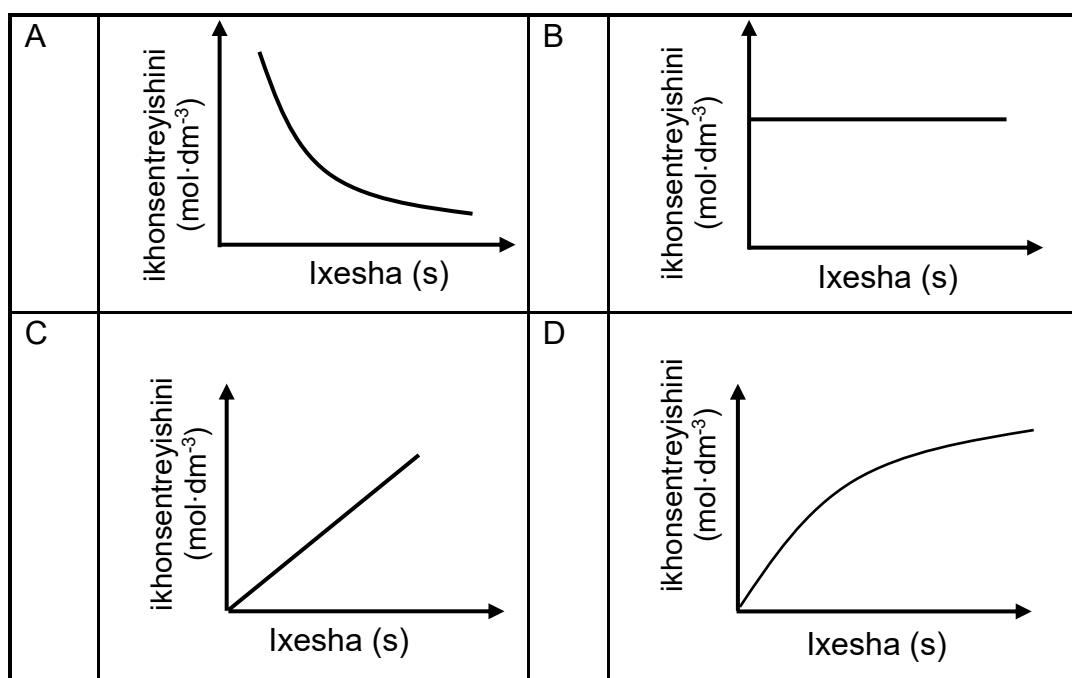 A
ikhonsentreyishini
(mol·dm⁻³)
Ixesha (s)
B
ikhonsentreyishini
(mol·dm⁻³)
Ixesha (s)
C
ikhonsentreyishini
(mol·dm⁻³)
Ixesha (s)
D
ikhonsentreyishini
(mol·dm⁻³)
Ixesha (s)